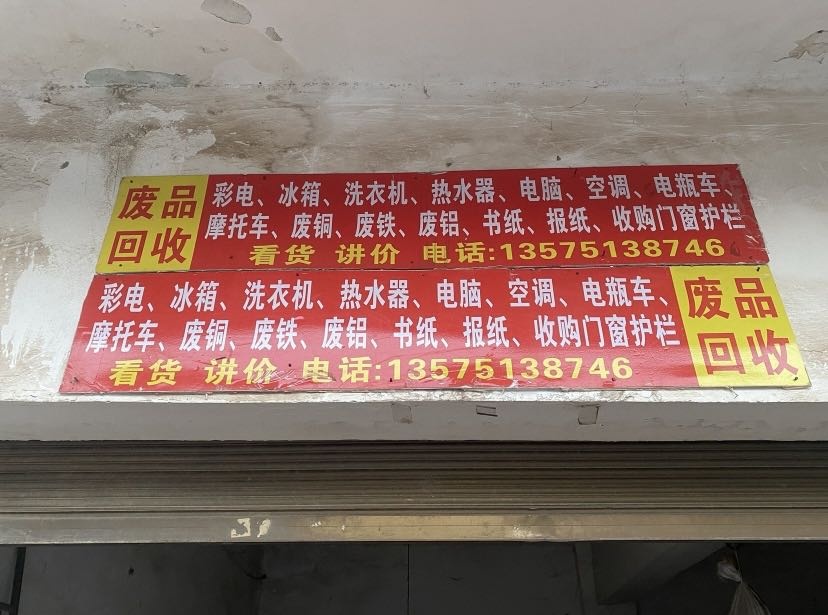 废品
回收
彩电、冰箱、洗衣机、热水器、电脑、空调、电瓶车、
摩托车、废铜、废铁、废铝、书纸、报纸、收购门窗护栏
看货 讲价 电话:13575138746
彩电、冰箱、洗衣机、热水器、电脑、空调、电瓶车、
摩托车、废铜、废铁、废铝、书纸、报纸、收购门窗护栏
看货 讲价 电话:13575138746
废品
回收